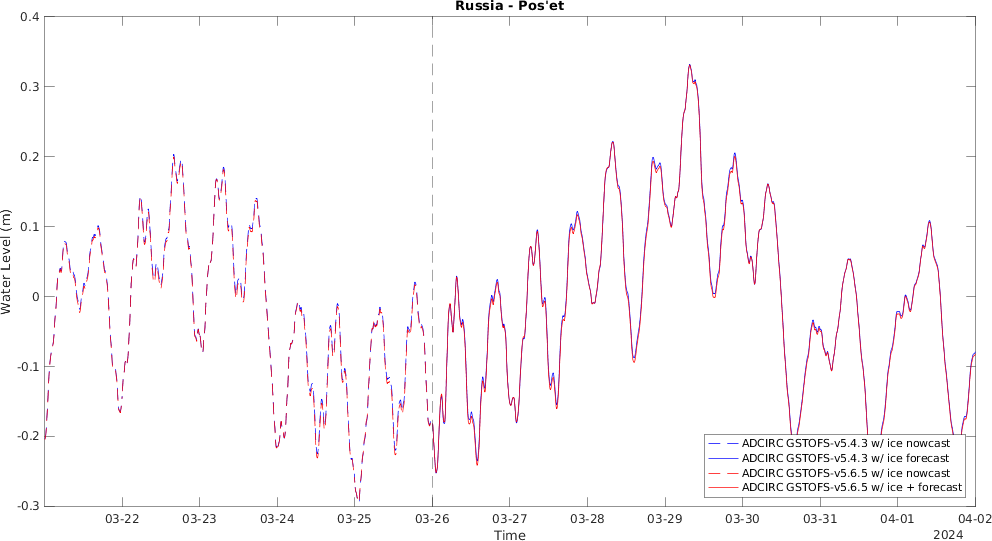 Russia - Pos'et
Water Level (m)
0.4
0.3
0.2
0.1
0
-0.1
-0.2
-0.3
ADCIRC GSTOFS-v5.4.3 w/ ice nowcast
ADCIRC GSTOFS-v5.4.3 w/ ice forecast
ADCIRC GSTOFS-v5.6.5 w/ ice nowcast
ADCIRC GSTOFS-v5.6.5 w/ ice + forecast
03-22 03-23 03-24 03-25 03-26 03-27 03-28 03-29 03-30 03-31 04-01 04-02
Time
2024